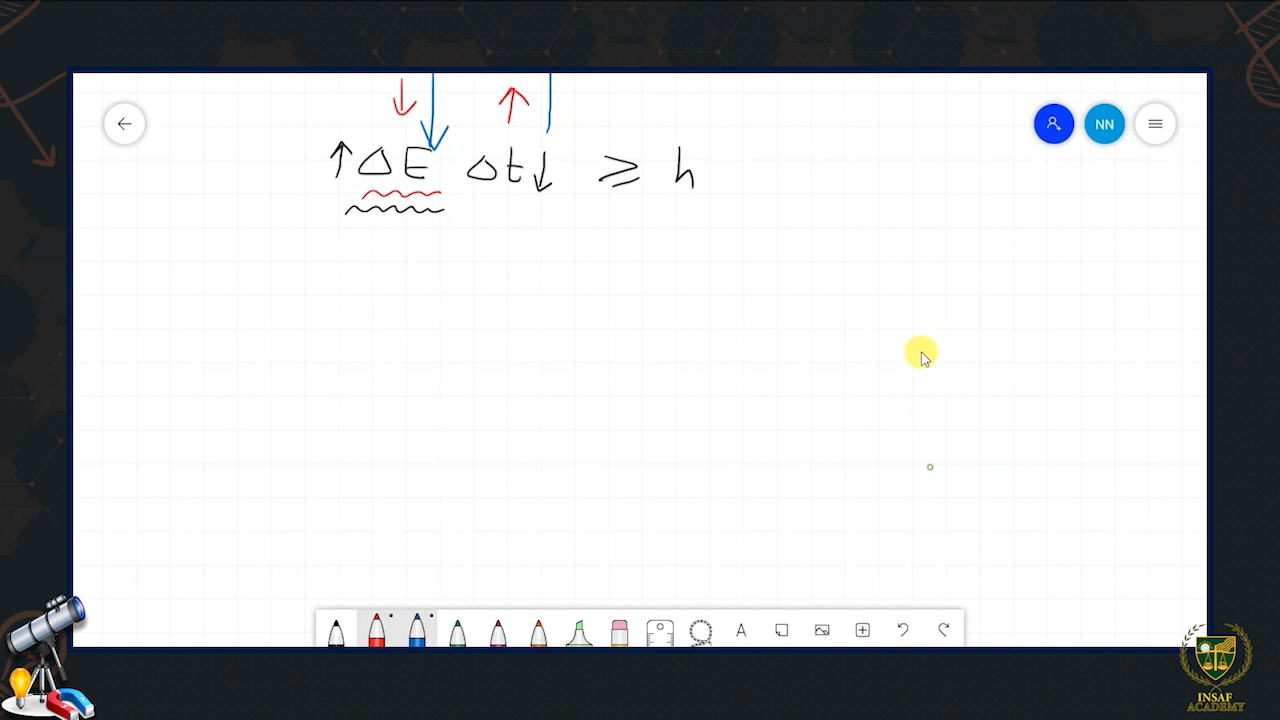 ↑ΔE Δt↓ ≥ h
NN
A
INSAF
ACADEMY